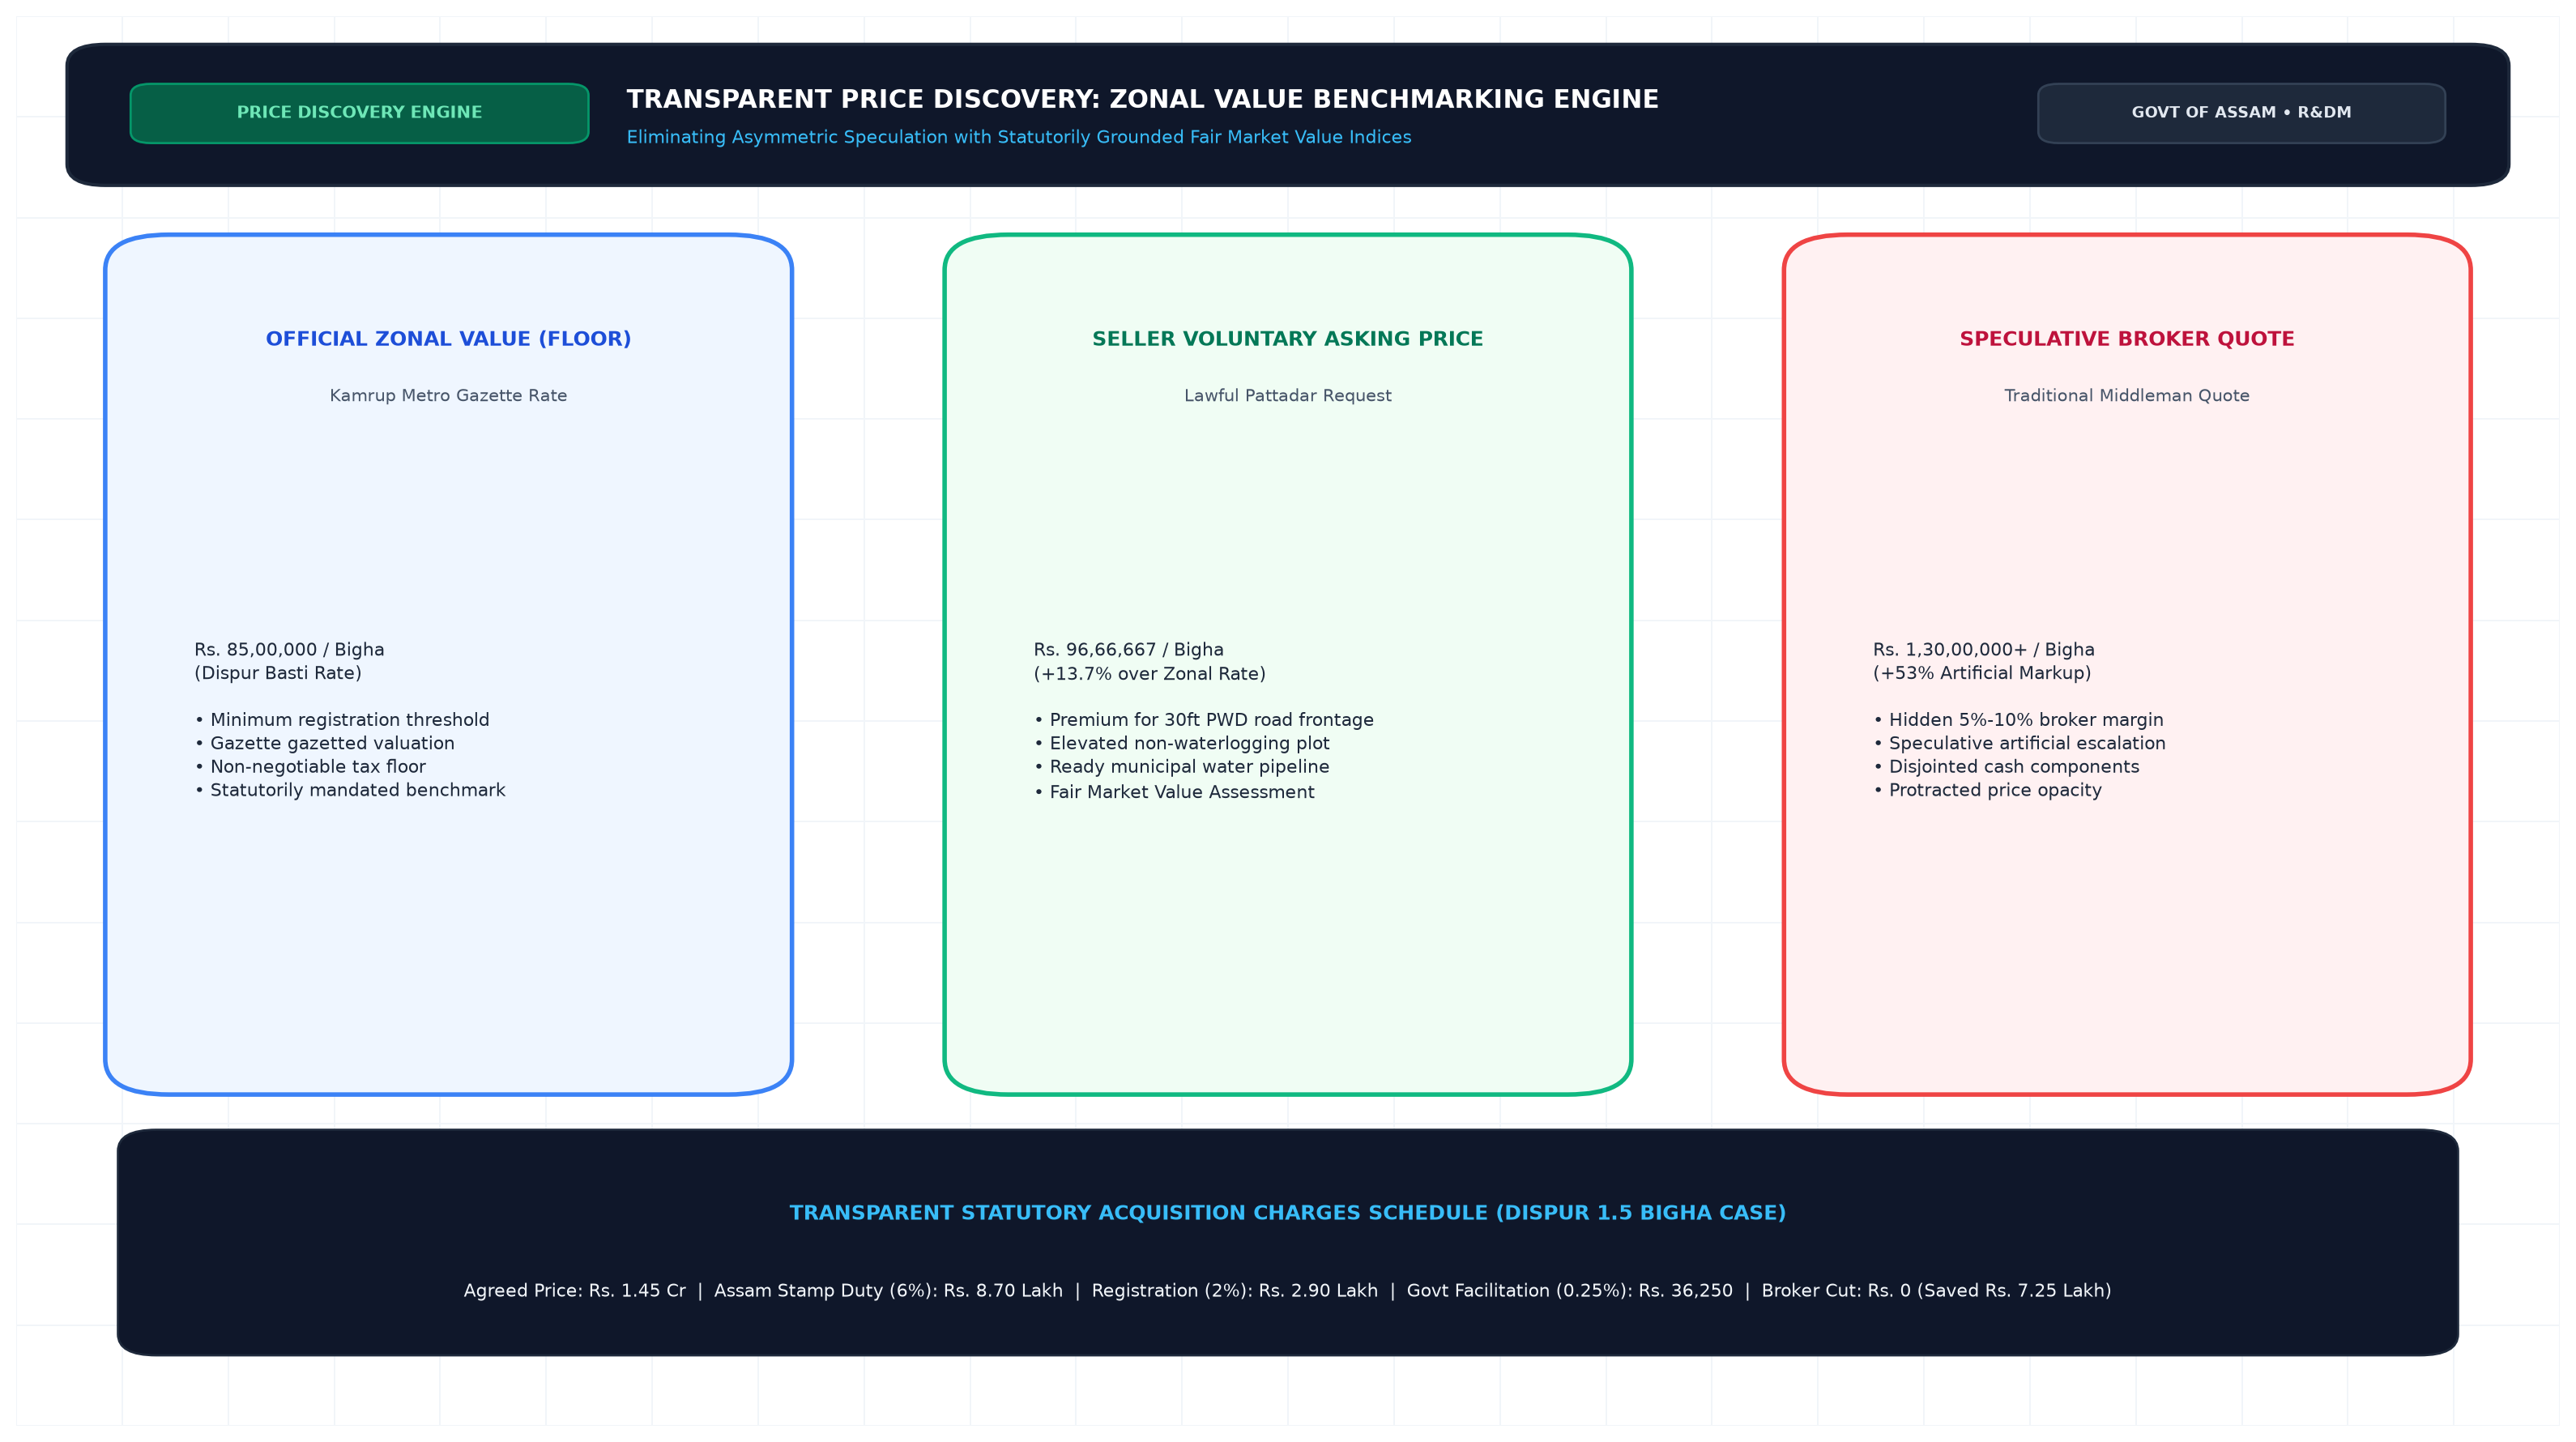 PRICE DISCOVERY ENGINE
TRANSPARENT PRICE DISCOVERY: ZONAL VALUE BENCHMARKING ENGINE
Eliminating Asymmetric Speculation with Statutorily Grounded Fair Market Value Indices
GOVT OF ASSAM • R&DM
OFFICIAL ZONAL VALUE (FLOOR)
Kamrup Metro Gazette Rate
Rs. 85,00,000 / Bigha
(Dispur Basti Rate)
• Minimum registration threshold
• Gazette gazetted valuation
• Non-negotiable tax floor
• Statutorily mandated benchmark
SELLER VOLUNTARY ASKING PRICE
Lawful Pattadar Request
Rs. 96,66,667 / Bigha
(+13.7% over Zonal Rate)
• Premium for 30ft PWD road frontage
• Elevated non-waterlogging plot
• Ready municipal water pipeline
• Fair Market Value Assessment
SPECULATIVE BROKER QUOTE
Traditional Middleman Quote
Rs. 1,30,00,000+ / Bigha
(+53% Artificial Markup)
• Hidden 5%-10% broker margin
• Speculative artificial escalation
• Disjointed cash components
• Protracted price opacity
TRANSPARENT STATUTORY ACQUISITION CHARGES SCHEDULE (DISPUR 1.5 BIGHA CASE)
Agreed Price: Rs. 1.45 Cr | Assam Stamp Duty (6%): Rs. 8.70 Lakh | Registration (2%): Rs. 2.90 Lakh | Govt Facilitation (0.25%): Rs. 36,250 | Broker Cut: Rs. 0 (Saved Rs. 7.25 Lakh)